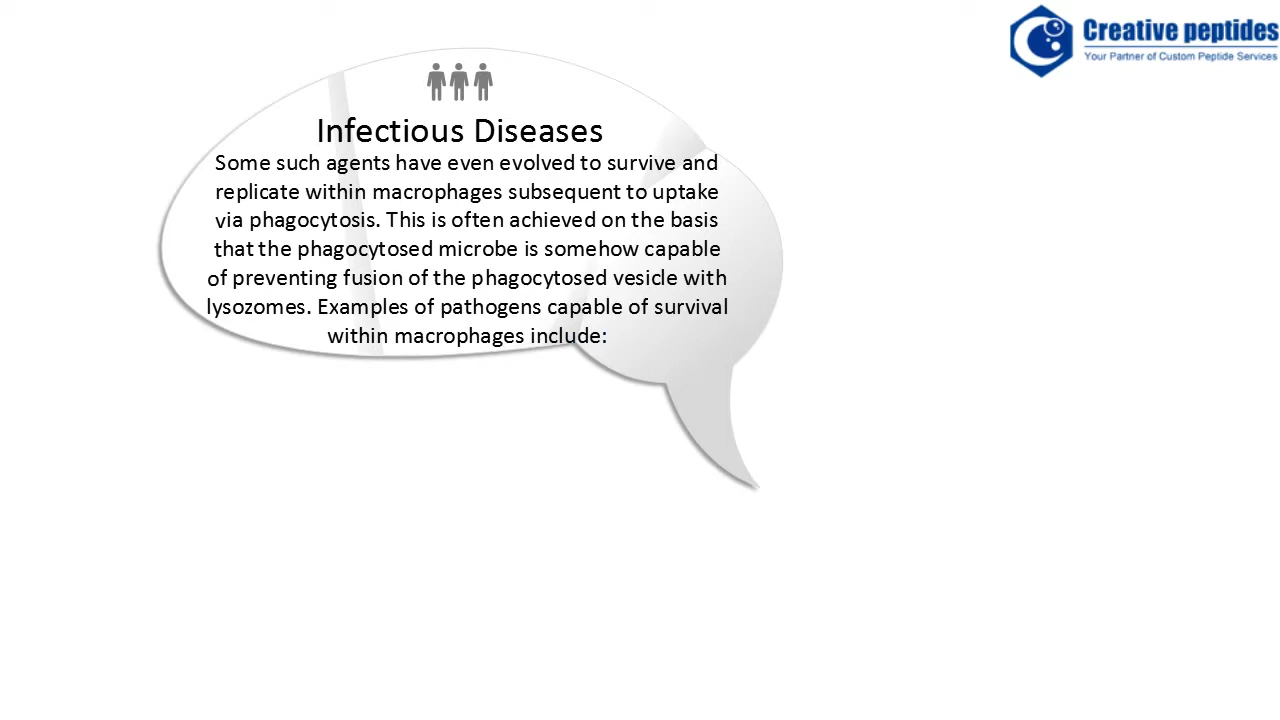 Creative peptides
Your Partner of Custom Peptide Services
Infectious Diseases
Some such agents have even evolved to survive and
replicate within macrophages subsequent to uptake
via phagocytosis. This is often achieved on the basis
that the phagocytosed microbe is somehow capable
of preventing fusion of the phagocytosed vesicle with
lysozomes. Examples of pathogens capable of survival
within macrophages include: